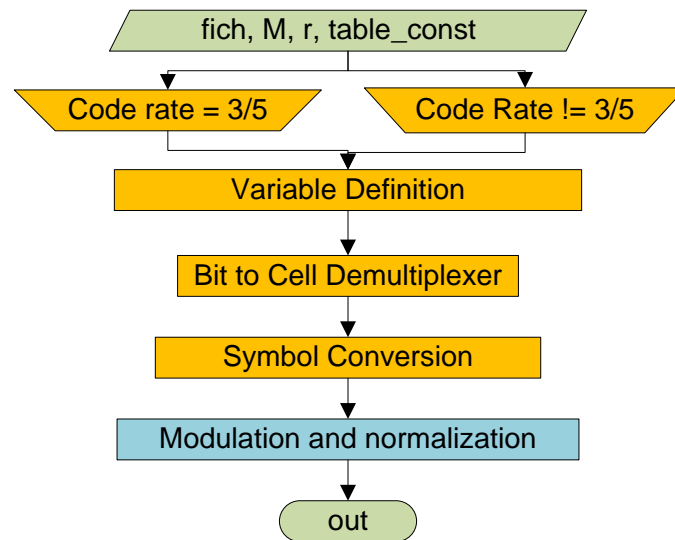 fich, M, r, table_const
Code rate = 3/5
Code Rate != 3/5
Variable Definition
Bit to Cell Demultiplexer
Symbol Conversion
Modulation and normalization
out